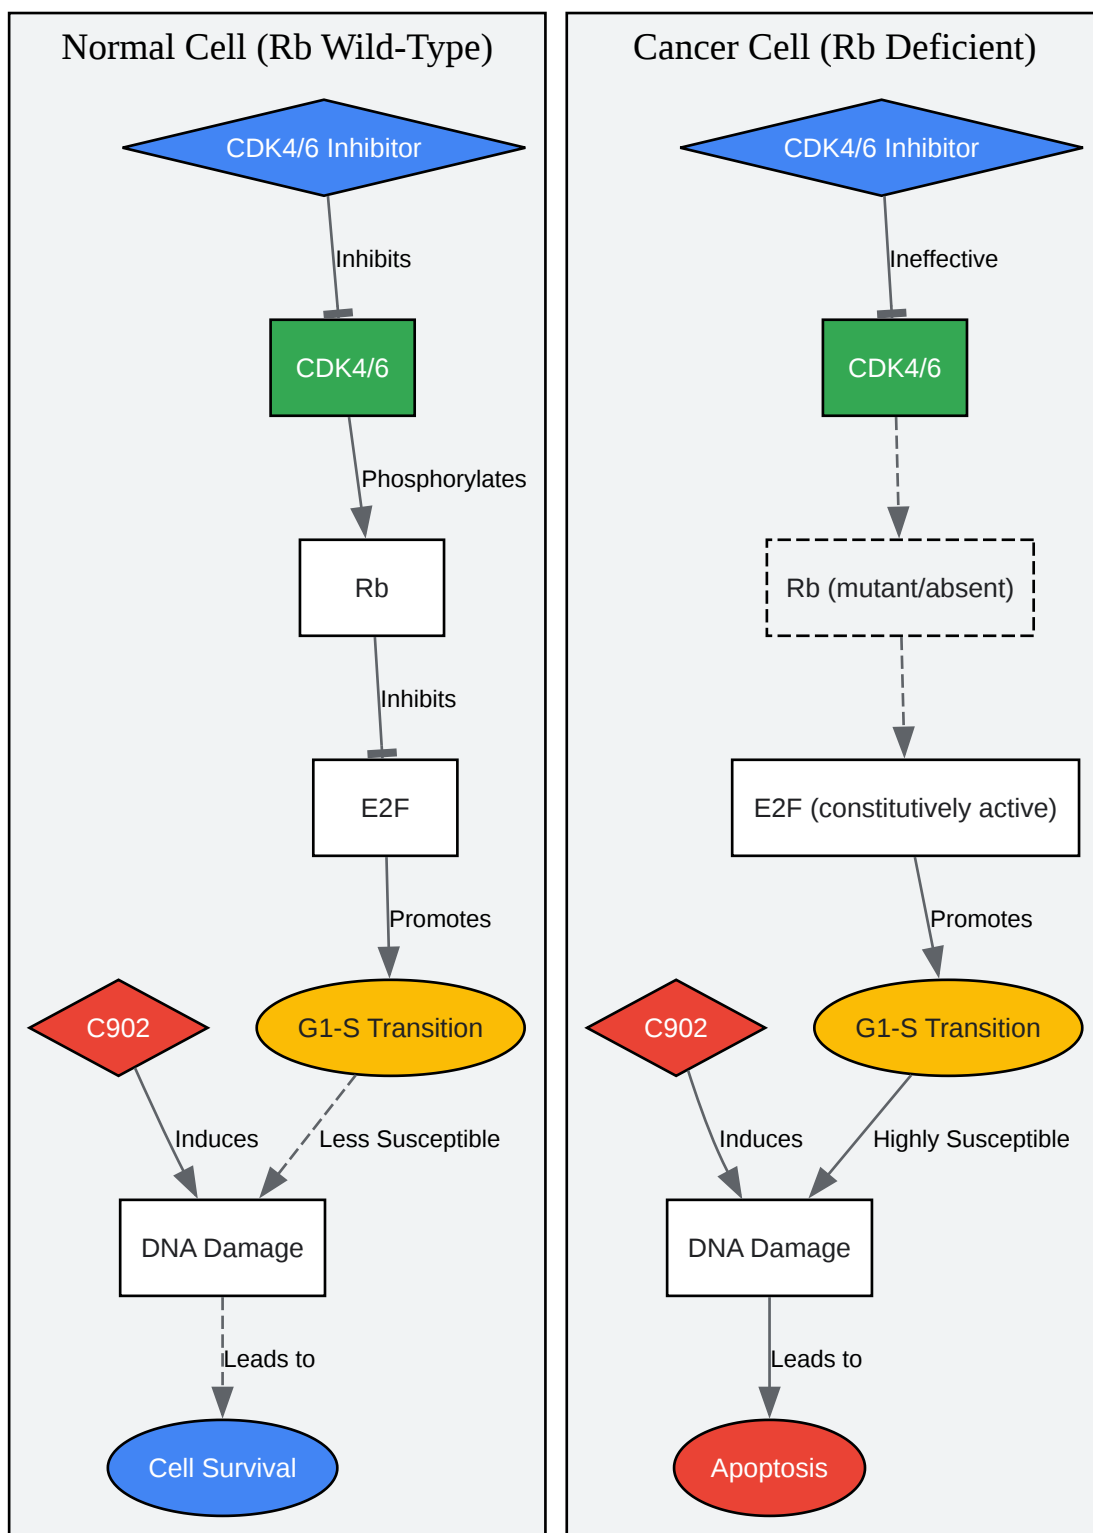 Normal Cell (Rb Wild-Type)
CDK4/6 Inhibitor
Inhibits
CDK4/6
Phosphorylates
Rb
Inhibits
E2F
Promotes
C902
G1-S Transition
Induces
Less Susceptible
DNA Damage
Leads to
Cell Survival
Cancer Cell (Rb Deficient)
CDK4/6 Inhibitor
Ineffective
CDK4/6
Rb (mutant/absent)
E2F (constitutively active)
Promotes
C902
G1-S Transition
Induces
Highly Susceptible
DNA Damage
Leads to
Apoptosis